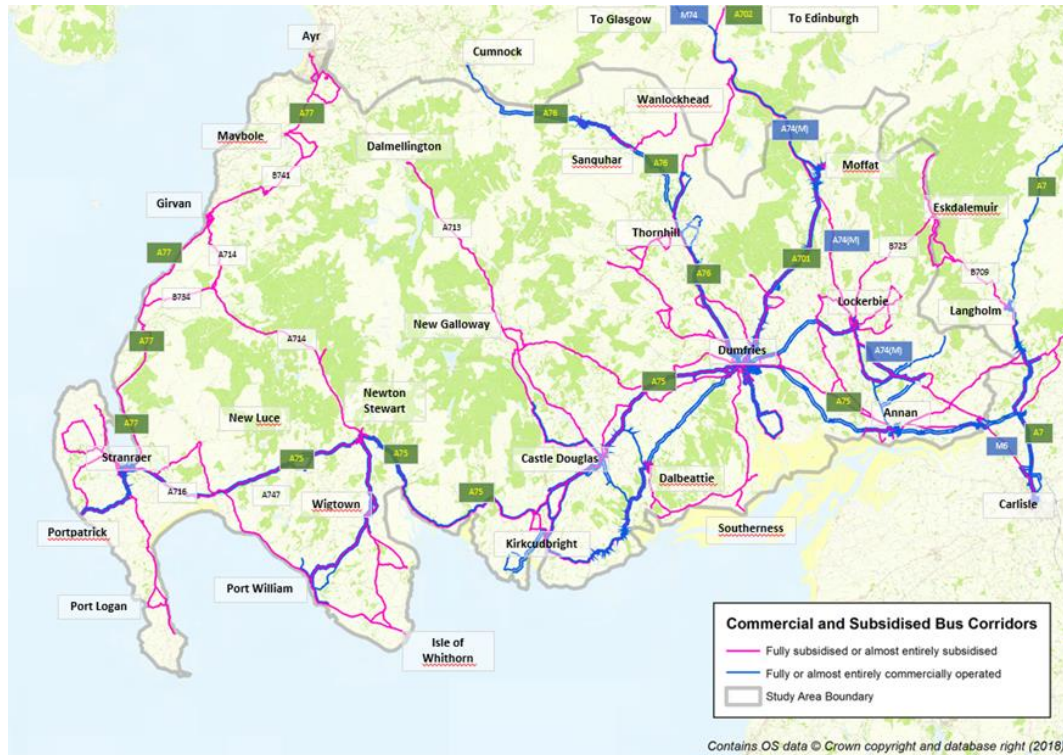 To Glasgow
M74
A702
To Edinburgh
Ayr
Cumnock
A77
A76
Wanlockhead
A74(M)
Maybole
Dalmellington
Sanquhar
A76
Moffat
B741
A7
Girvan
Eskdalemuir
A713
Thornhill
A74(M)
B723
A77
A714
A76
A701
B709
B734
Lockerbie
Langholm
New Galloway
A77
A714
Dumfries
A74(M)
Newton
Stewart
A75
New Luce
A75
Annan
A77
A75
A7
Stranraer
A75
Castle Douglas
M6
A716
A747
Wigtown
A75
Dalbeattie
Carlisle
Portpatrick
Kirkcudbright
Southerness
Port William
Port Logan
Isle of
Whithorn
Commercial and Subsidised Bus Corridors
Fully subsidised or almost entirely subsidised
Fully or almost entirely commercially operated
Study Area Boundary
Contains OS data © Crown copyright and database right (2018)